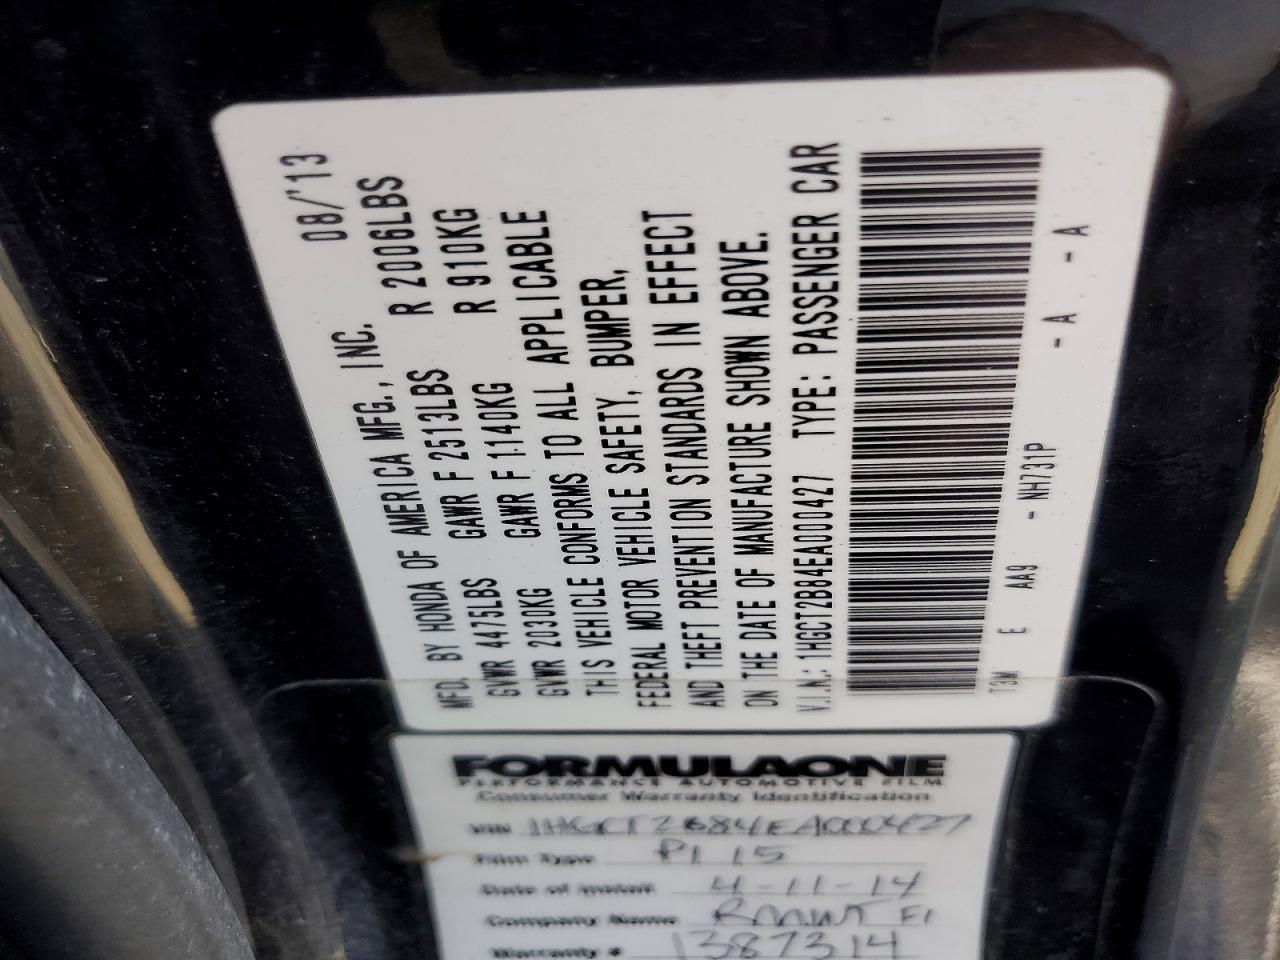 MFD. BY HONDA OF AMERICA MFG., INC. 08/'13
GVWR 4475LBS GAWR F 2513LBS R 2006LBS
GVWR 2030KG GAWR F 1140KG R 910KG
THIS VEHICLE CONFORMS TO ALL APPLICABLE
FEDERAL MOTOR VEHICLE SAFETY, BUMPER,
AND THEFT PREVENTION STANDARDS IN EFFECT
ON THE DATE OF MANUFACTURE SHOWN ABOVE.
V.I.N.: 1HGCT2B84EA000427 TYPE: PASSENGER CAR
T3M E AA9 - NH731P - A - A
FORMULAONE
PERFORMANCE AUTOMOTIVE FILM
Consumer Warranty Identification
VIN 1HGCT2B84EA000427
Film Type PI 15
Date of Install 4-11-14
Company Name
Warranty # 1387314